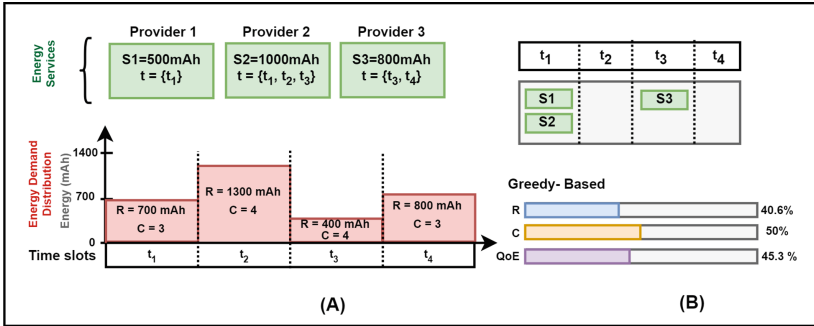 Provider 1 Provider 2 Provider 3
Energy Services
S1=500mAh
t = {t₁}
S2=1000mAh
t = {t₁, t₂, t₃}
S3=800mAh
t = {t₃, t₄}
Energy Demand
Distribution
Energy (mAh)
1400
700
0
R = 700 mAh
C = 3
R = 1300 mAh
C = 4
R = 400 mAh
C = 4
R = 800 mAh
C = 3
Time slots t₁ t₂ t₃ t₄
(A)
t₁ t₂ t₃ t₄
S1 S3
S2
Greedy- Based
R 40.6%
C 50%
QoE 45.3 %
(B)